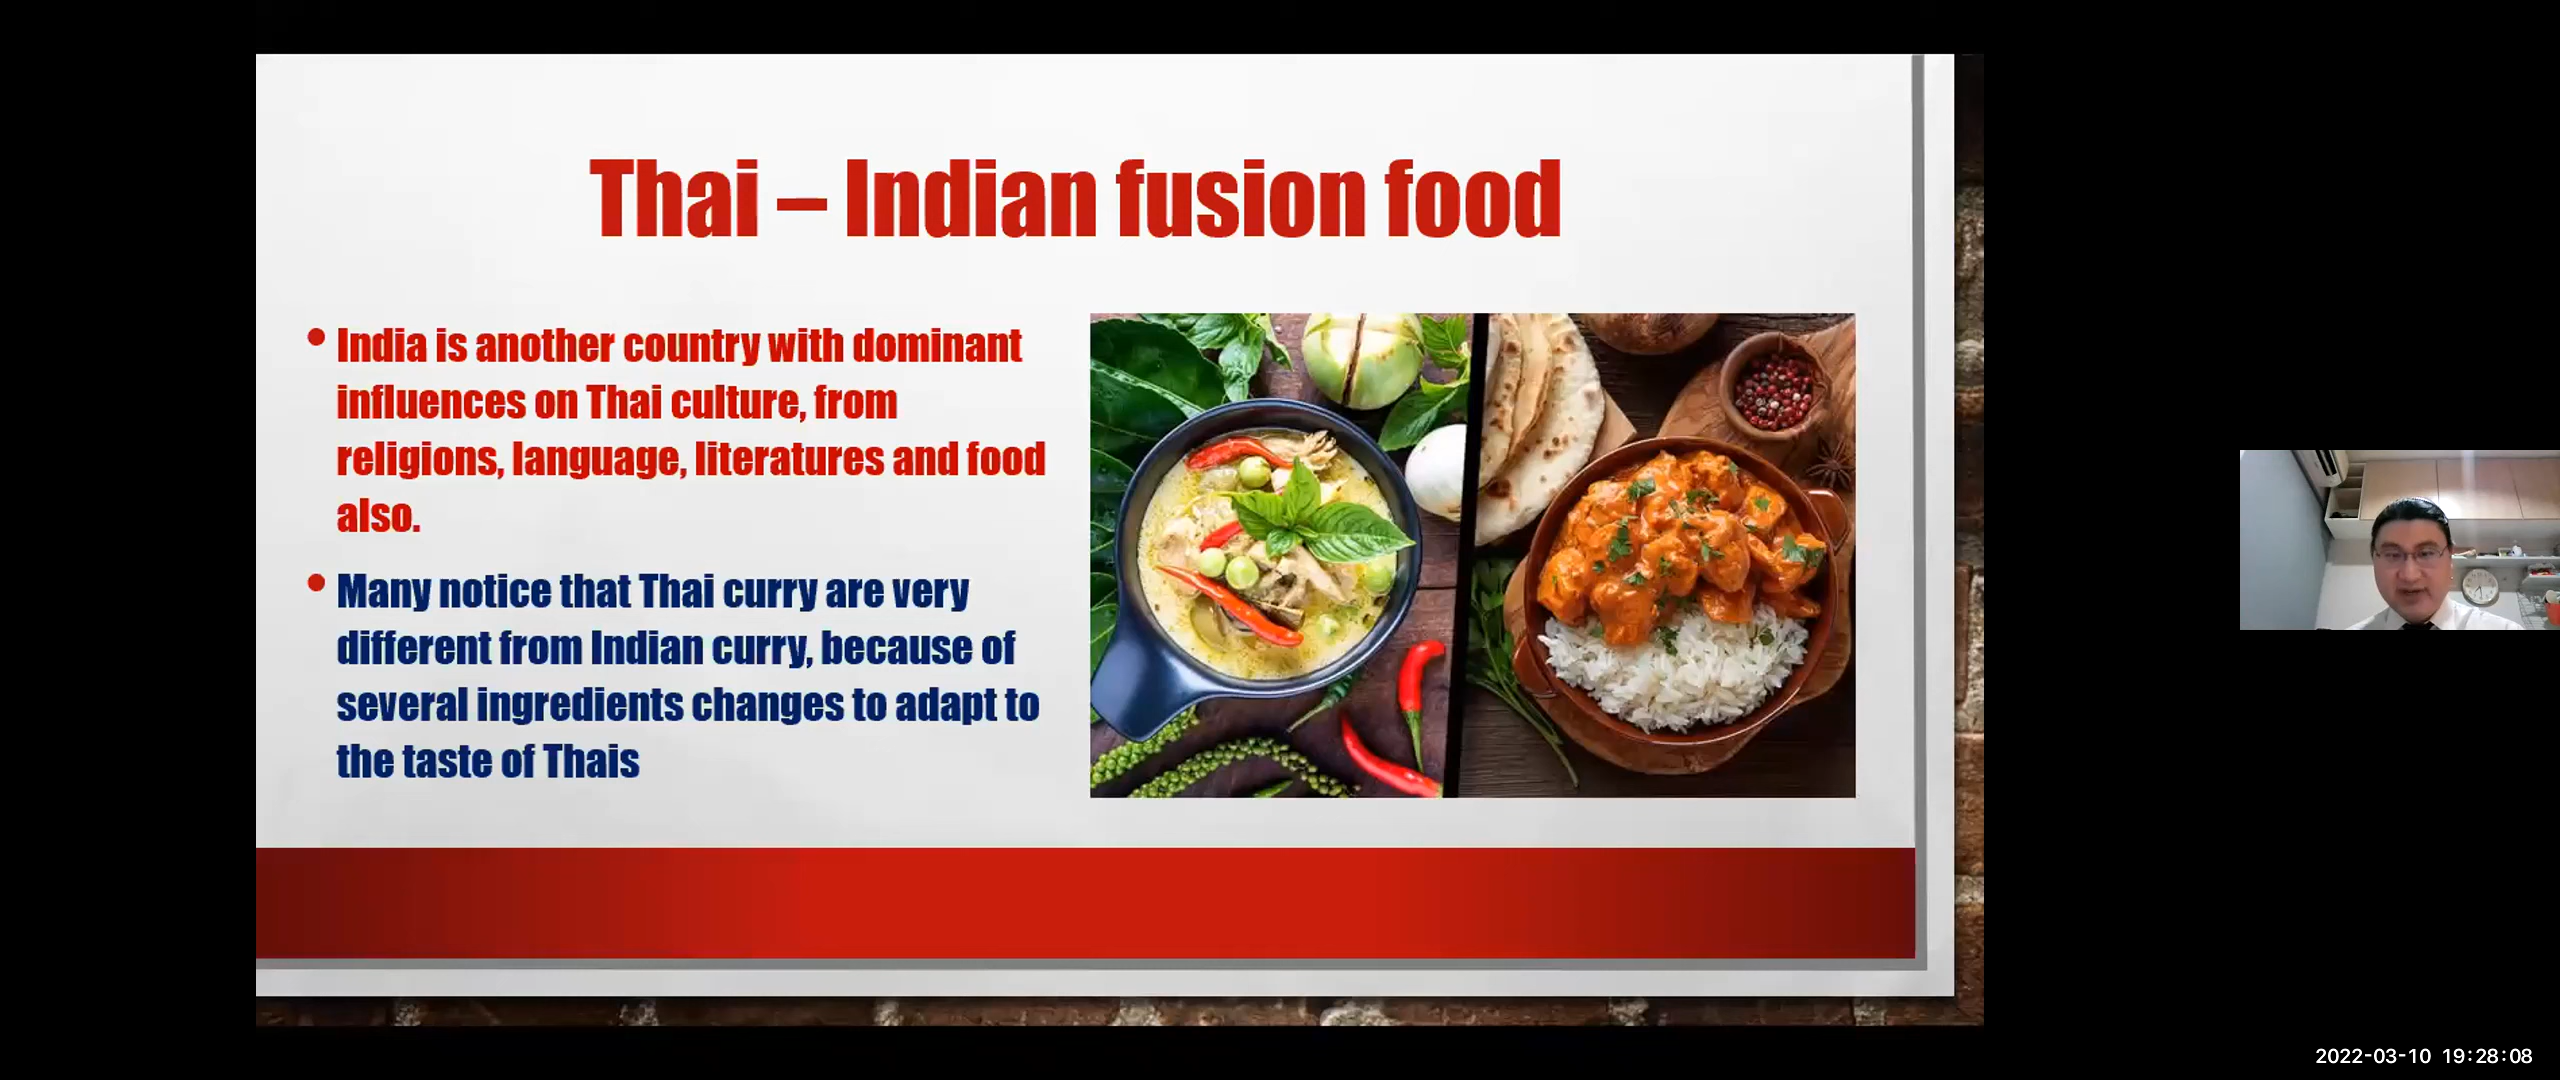 Thai – Indian fusion food
• India is another country with dominant
influences on Thai culture, from
religions, language, literatures and food
also.
• Many notice that Thai curry are very
different from Indian curry, because of
several ingredients changes to adapt to
the taste of Thais
2022-03-10 19:28:08